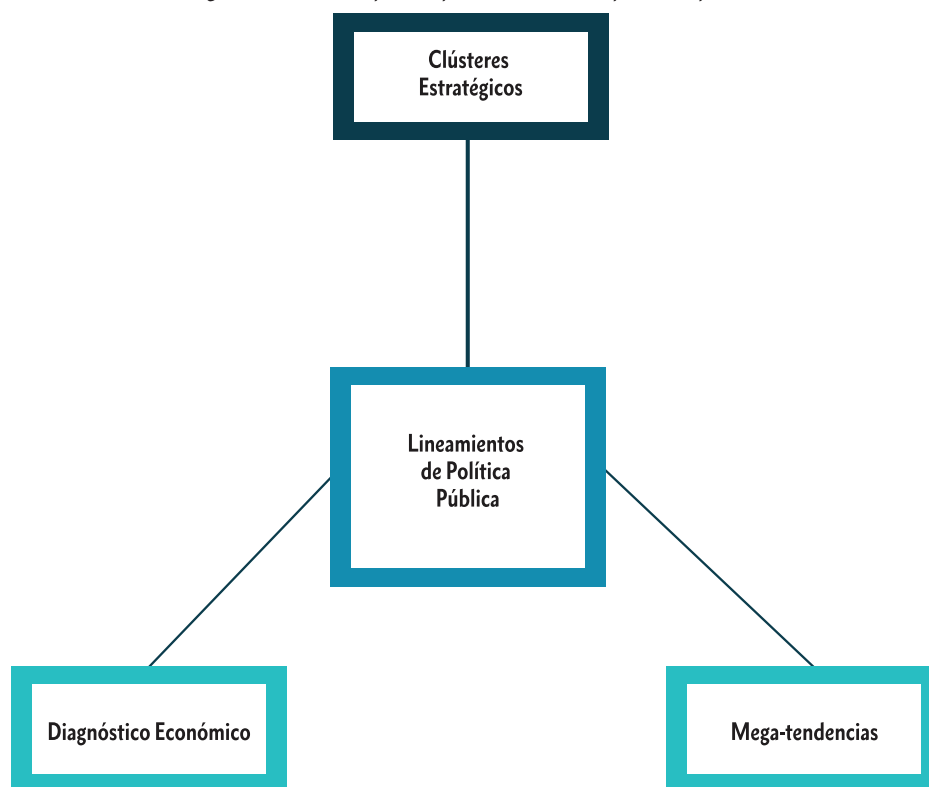 Clústeres
Estratégicos
Lineamientos
de Política
Pública
Diagnóstico Económico
Mega-tendencias